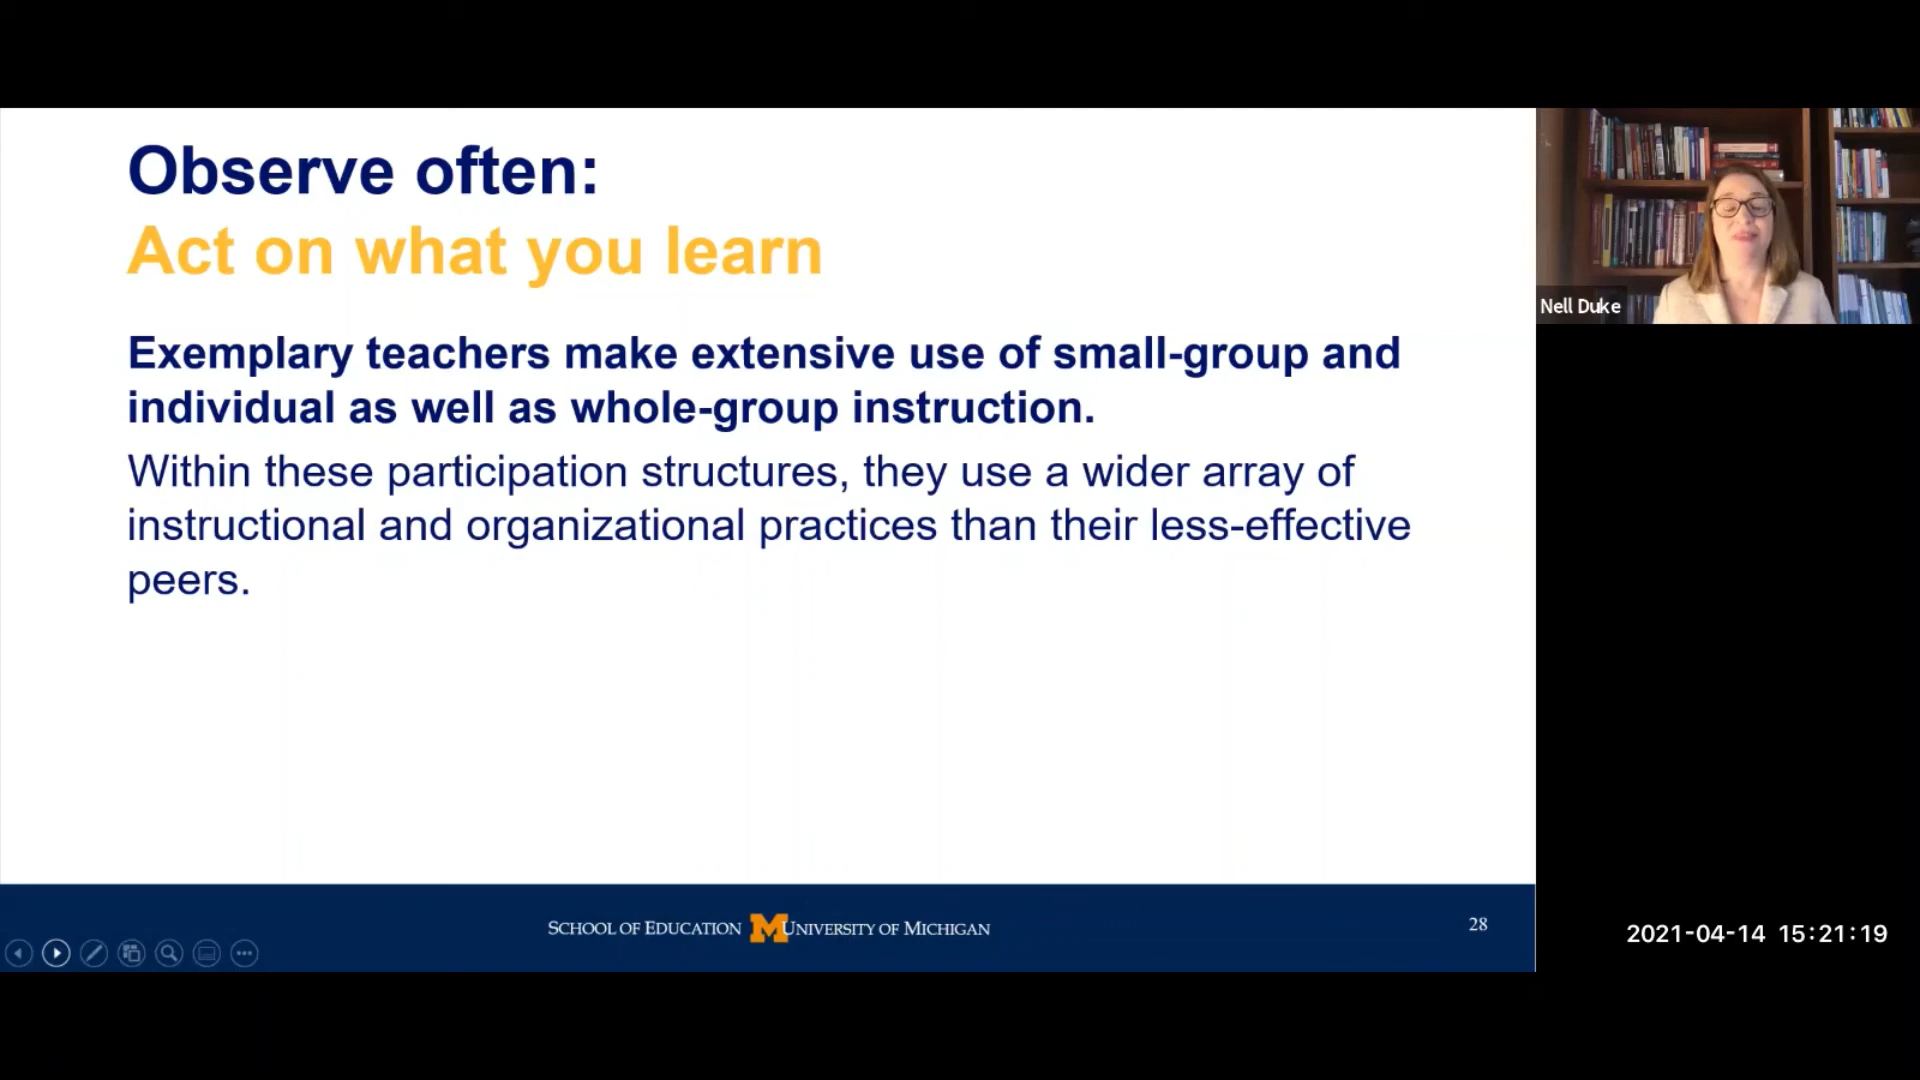 Observe often:
Act on what you learn
Exemplary teachers make extensive use of small-group and
individual as well as whole-group instruction.
Within these participation structures, they use a wider array of
instructional and organizational practices than their less-effective
peers.
Nell Duke
SCHOOL OF EDUCATION M UNIVERSITY OF MICHIGAN
28
2021-04-14 15:21:19